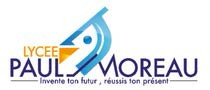 LYCEE
PAUL MOREAU
Invente ton futur , réussis ton présent